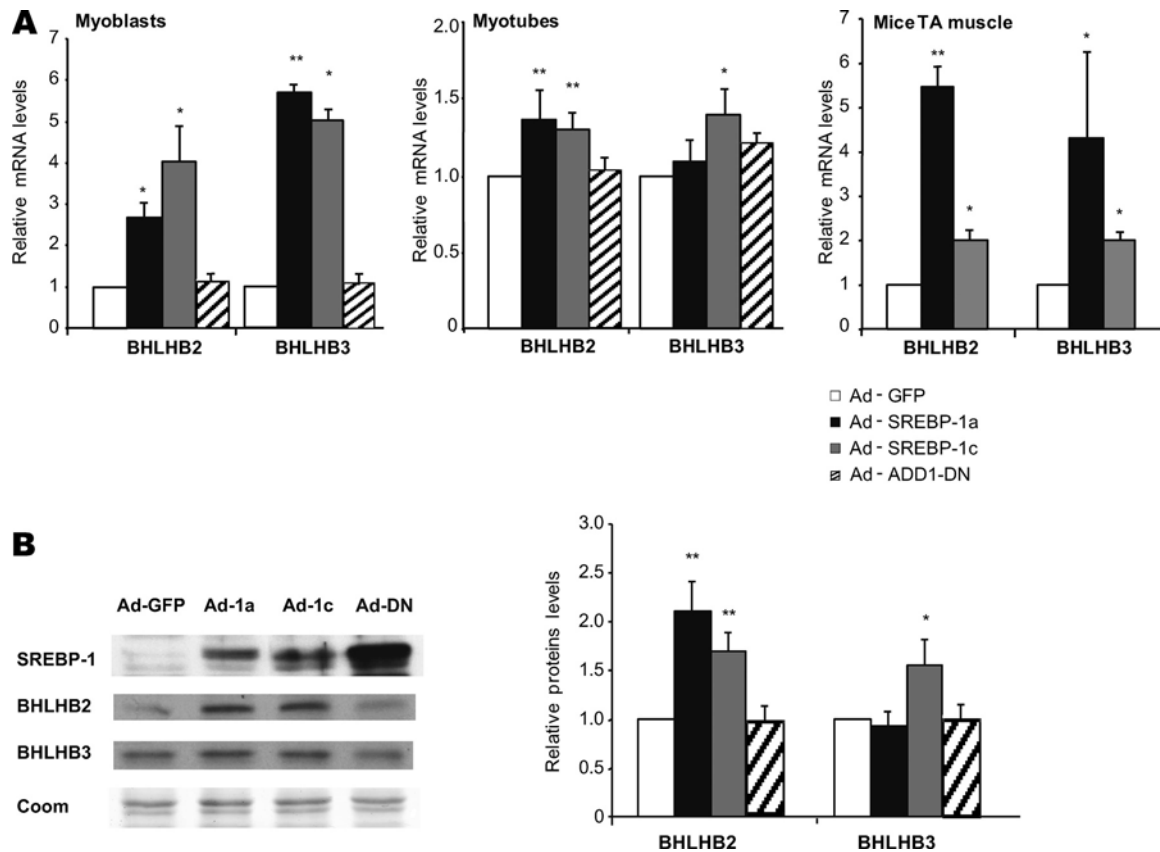 A
Myoblasts
Relative mRNA levels
7
6
5
4
3
2
1
0
*
*
**
*
BHLHB2
BHLHB3
Myotubes
Relative mRNA levels
2.0
1.5
1.0
0.5
0
**
**
*
BHLHB2
BHLHB3
Mice TA muscle
Relative mRNA levels
7
6
5
4
3
2
1
0
**
*
*
*
BHLHB2
BHLHB3
Ad - GFP
Ad - SREBP-1a
Ad - SREBP-1c
Ad - ADD1-DN
B
Ad-GFP Ad-1a Ad-1c Ad-DN
SREBP-1
BHLHB2
BHLHB3
Coom
Relative proteins levels
3.0
2.5
2.0
1.5
1.0
0.5
0
**
**
*
BHLHB2
BHLHB3